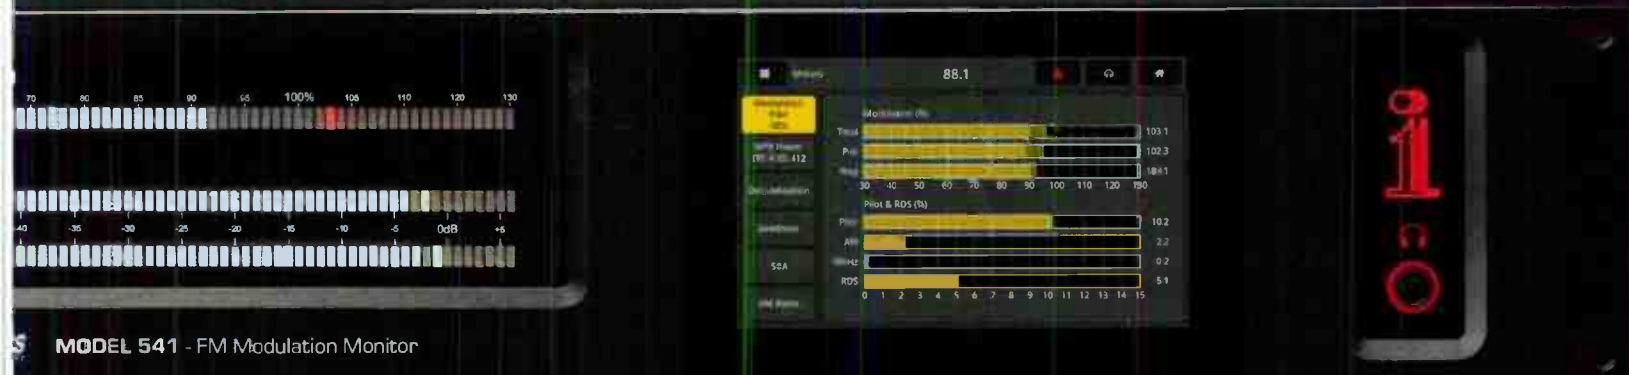 70 80 85 90 95 100% 105 110 120 130
-40 -35 -30 -25 -20 -15 -10 -5 0dB +6
S MODEL 541 - FM Modulation Monitor
88.1
Modulation (%)
Total 103.1
Pos 102.3
Neg
30 40 50 60 70 80 90 100 110 120 130
Pilot & RDS (%)
Pilot 10.2
AM 2.2
0.2
RDS 5.1
0 1 2 3 4 5 6 7 8 9 10 11 12 13 14 15
SCA